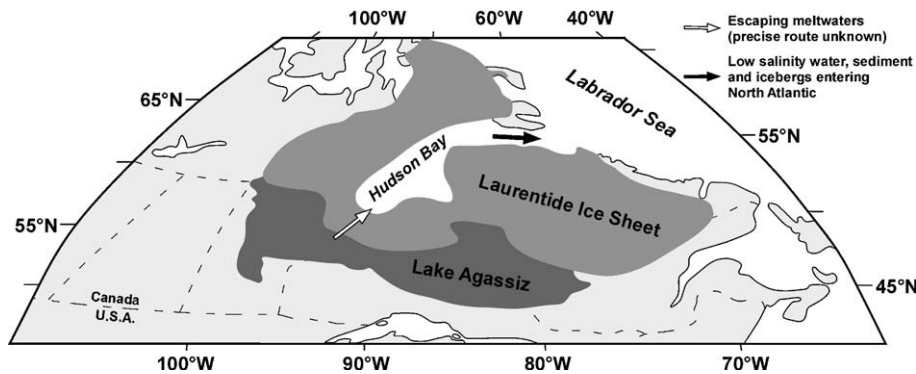 100°W 80°W 60°W 40°W
Escaping meltwaters
(precise route unknown)
Low salinity water, sediment
and icebergs entering
North Atlantic
Labrador Sea
65°N
55°N
Hudson Bay
Laurentide Ice Sheet
55°N
Lake Agassiz
45°N
Canada
U.S.A.
100°W 90°W 80°W 70°W